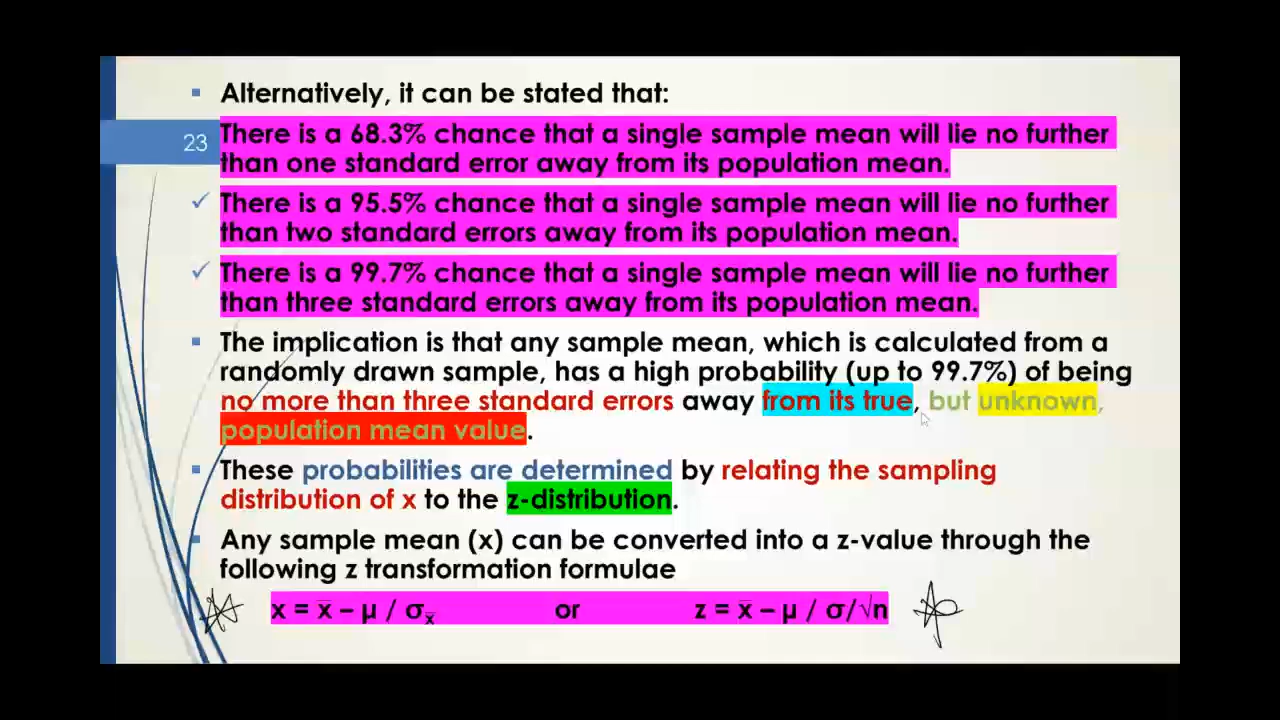 ▪ Alternatively, it can be stated that:
23
There is a 68.3% chance that a single sample mean will lie no further
than one standard error away from its population mean.
✓ There is a 95.5% chance that a single sample mean will lie no further
than two standard errors away from its population mean.
✓ There is a 99.7% chance that a single sample mean will lie no further
than three standard errors away from its population mean.
▪ The implication is that any sample mean, which is calculated from a
randomly drawn sample, has a high probability (up to 99.7%) of being
no more than three standard errors away from its true, but unknown,
population mean value.
▪ These probabilities are determined by relating the sampling
distribution of x to the z-distribution.
▪ Any sample mean (x) can be converted into a z-value through the
following z transformation formulae
x = x̅ – µ / σx̅ or z = x̅ – µ / σ/√n